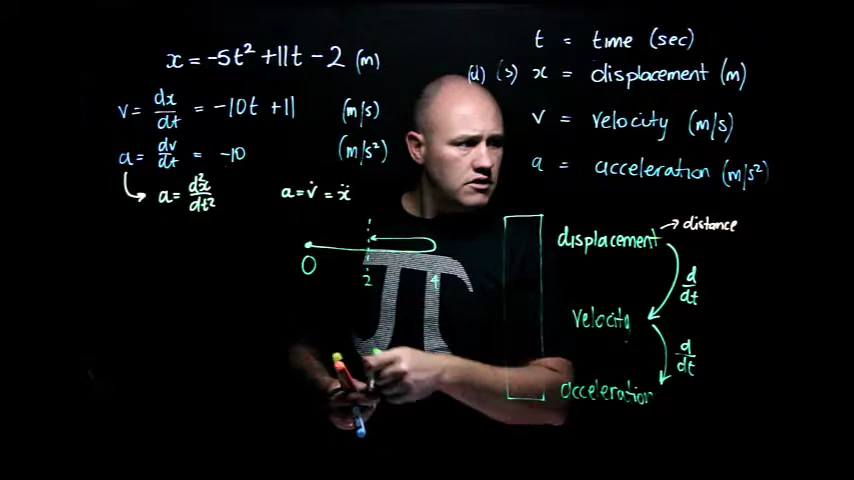 x = -5t² + 11t - 2 (m)
v = dx/dt = -10t + 11 (m/s)
a = dv/dt = -10 (m/s²)
a = d²x/dt²
a = v̇ = ẍ
0 2 4
t = time (sec)
(d) (s) x = displacement (m)
v = velocity (m/s)
a = acceleration (m/s²)
displacement → distance
d/dt
velocity
d/dt
acceleration